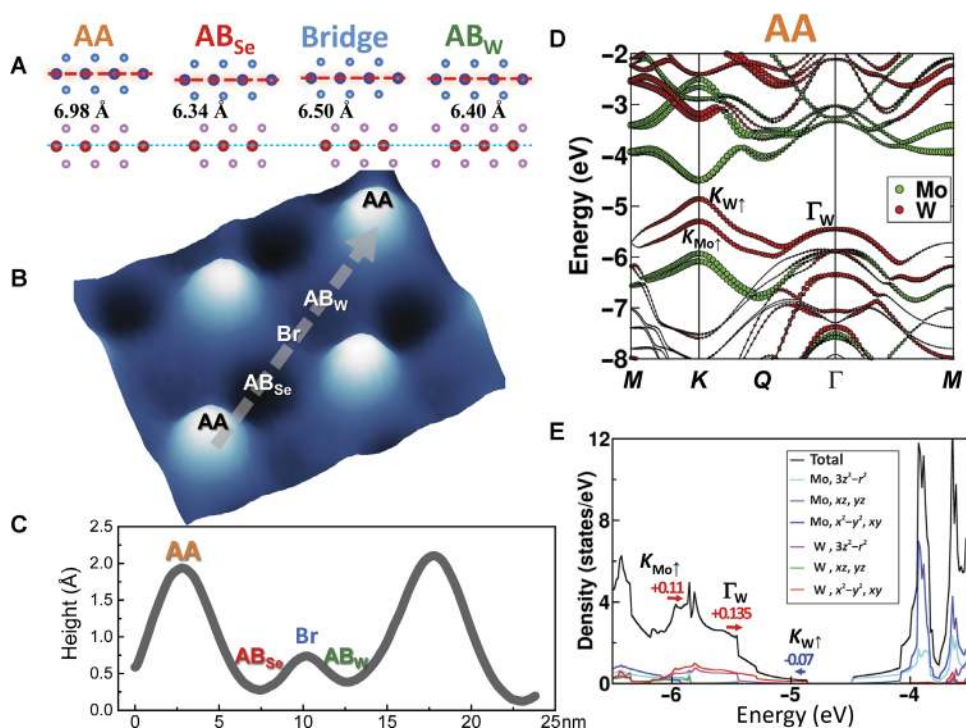 A
AA
AB_Se
Bridge
AB_W
6.98 Å
6.34 Å
6.50 Å
6.40 Å
B
AA
AB_W
Br
AB_Se
AA
C
Height (Å)
2.5
2.0
1.5
1.0
0.5
0.0
AA
AB_Se
Br
AB_W
0
5
10
15
20
25nm
D
AA
Energy (eV)
-2
-3
-4
-5
-6
-7
-8
K_W↑
K_Mo↑
Γ_W
Mo
W
M
K
Q
Γ
M
E
Density (states/eV)
12
9
6
3
0
K_Mo↑
+0.11
Γ_W
+0.135
K_W↑
-0.07
Total
Mo, 3z²−r²
Mo, xz, yz
Mo, x²−y², xy
W, 3z²−r²
W, xz, yz
W, x²−y², xy
-6
-5
-4
Energy (eV)